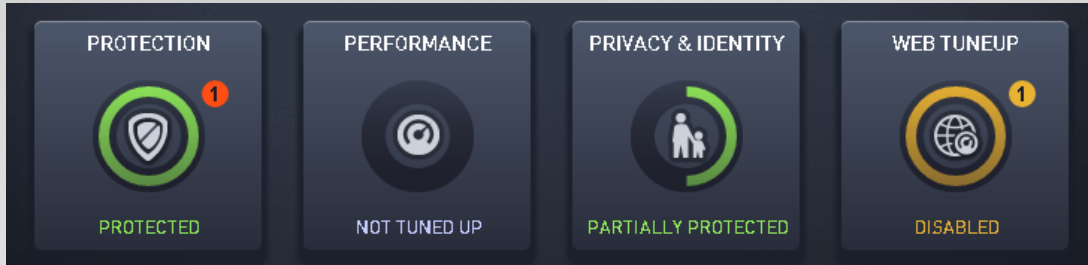 PROTECTION
1
PROTECTED
PERFORMANCE
NOT TUNED UP
PRIVACY & IDENTITY
PARTIALLY PROTECTED
WEB TUNEUP
1
DISABLED